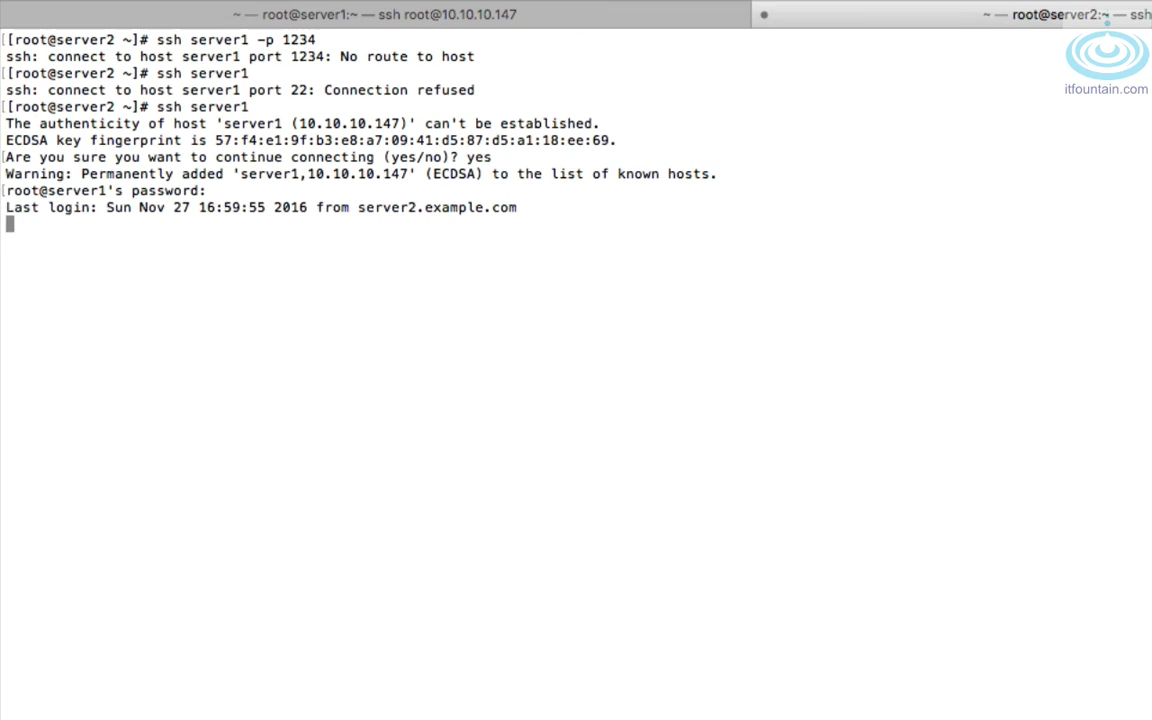 ~ — root@server1:~ — ssh root@10.10.10.147
~ — root@server2:~ — ssh
itfountain.com
[[root@server2 ~]# ssh server1 -p 1234
ssh: connect to host server1 port 1234: No route to host
[[root@server2 ~]# ssh server1
ssh: connect to host server1 port 22: Connection refused
[[root@server2 ~]# ssh server1
The authenticity of host 'server1 (10.10.10.147)' can't be established.
ECDSA key fingerprint is 57:f4:e1:9f:b3:e8:a7:09:41:d5:87:d5:a1:18:ee:69.
[Are you sure you want to continue connecting (yes/no)? yes
Warning: Permanently added 'server1,10.10.10.147' (ECDSA) to the list of known hosts.
[root@server1's password:
Last login: Sun Nov 27 16:59:55 2016 from server2.example.com